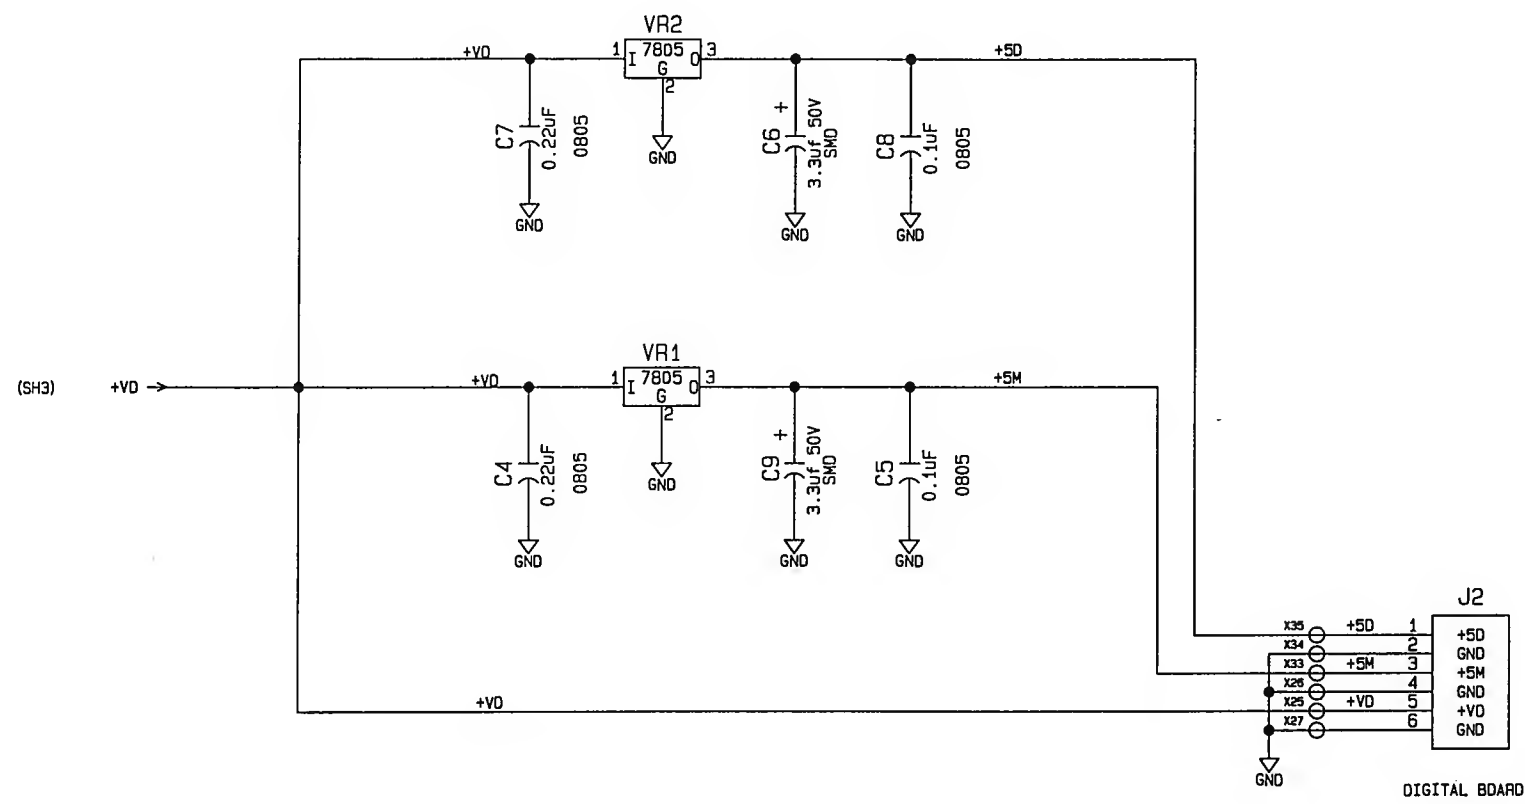 VR2
+VD
1
I
7805
O
3
G
2
GND
+5D
C7
0.22uF
0805
GND
+
C6
3.3uf 50V
SMD
GND
C8
0.1uF
0805
GND
(SH3)
+VD
VR1
+VD
1
I
7805
O
3
G
2
GND
+5M
C4
0.22uF
0805
GND
+
C9
3.3uf 50V
SMD
GND
C5
0.1uF
0805
GND
+VD
J2
X35 +5D 1 +5D
X34 2 GND
X33 +5M 3 +5M
X26 4 GND
X25 +VD 5 +VD
X27 6 GND
GND
DIGITAL BOARD